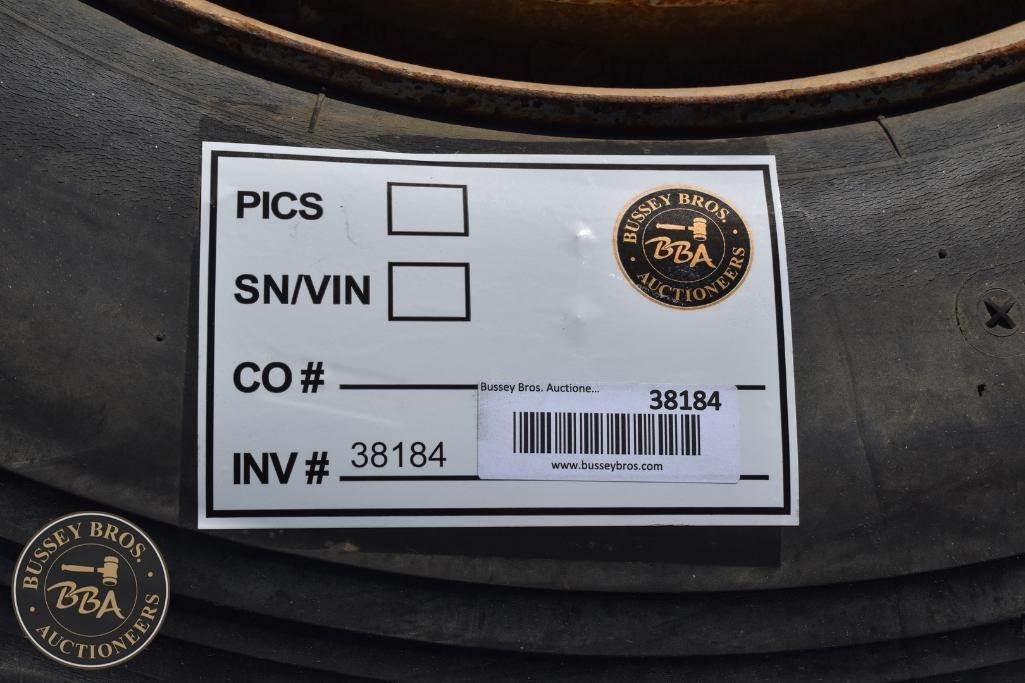 PICS
BUSSEY BROS.
BBA
AUCTIONEERS
SN/VIN
CO #
Bussey Bros. Auctione...
38184
INV # 38184
www.busseybros.com
BUSSEY BROS.
BBA
AUCTIONEERS